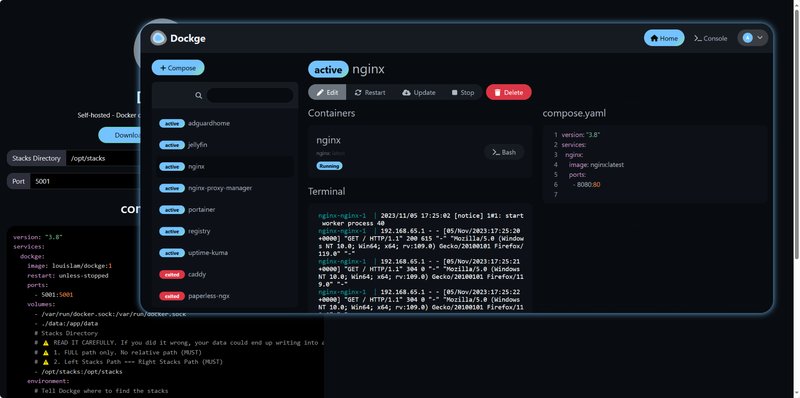 Dockge
Home
Console
A
+ Compose
active nginx
Edit
Restart
Update
Stop
Delete
Containers
nginx
nginx: latest
Running
Bash
compose.yaml
1 version: "3.8"
2 services:
3 nginx:
4 image: nginx:latest
5 ports:
6 - 8080:80
7
active adguardhome
active jellyfin
active nginx
active nginx-proxy-manager
active portainer
active registry
active uptime-kuma
exited caddy
exited paperless-ngx
Terminal
nginx-nginx-1 | 2023/11/05 17:25:02 [notice] 1#1: start
worker process 40
nginx-nginx-1 | 192.168.65.1 - - [05/Nov/2023:17:25:20
+0000] "GET / HTTP/1.1" 200 615 "-" "Mozilla/5.0 (Window
s NT 10.0; Win64; x64; rv:109.0) Gecko/20100101 Firefox/
119.0" "-"
nginx-nginx-1 | 192.168.65.1 - - [05/Nov/2023:17:25:21
+0000] "GET / HTTP/1.1" 304 0 "-" "Mozilla/5.0 (Windows
NT 10.0; Win64; x64; rv:109.0) Gecko/20100101 Firefox/11
9.0" "-"
nginx-nginx-1 | 192.168.65.1 - - [05/Nov/2023:17:25:22
+0000] "GET / HTTP/1.1" 304 0 "-" "Mozilla/5.0 (Windows
NT 10.0; Win64; x64; rv:109.0) Gecko/20100101 Firefox/11
Self-hosted - Docker
Stacks Directory /opt/stacks
Port 5001
version: "3.8"
services:
dockge:
image: louislam/dockge:1
restart: unless-stopped
ports:
- 5001:5001
volumes:
- /var/run/docker.sock:/var/run/docker.sock
- ./data:/app/data
# Stacks Directory
# ⚠️ READ IT CAREFULLY. If you did it wrong, your data could end up writing into
# ⚠️ 1. FULL path only. No relative path (MUST)
# ⚠️ 2. Left Stacks Path === Right Stacks Path (MUST)
- /opt/stacks:/opt/stacks
environment:
# Tell Dockge where to find the stacks